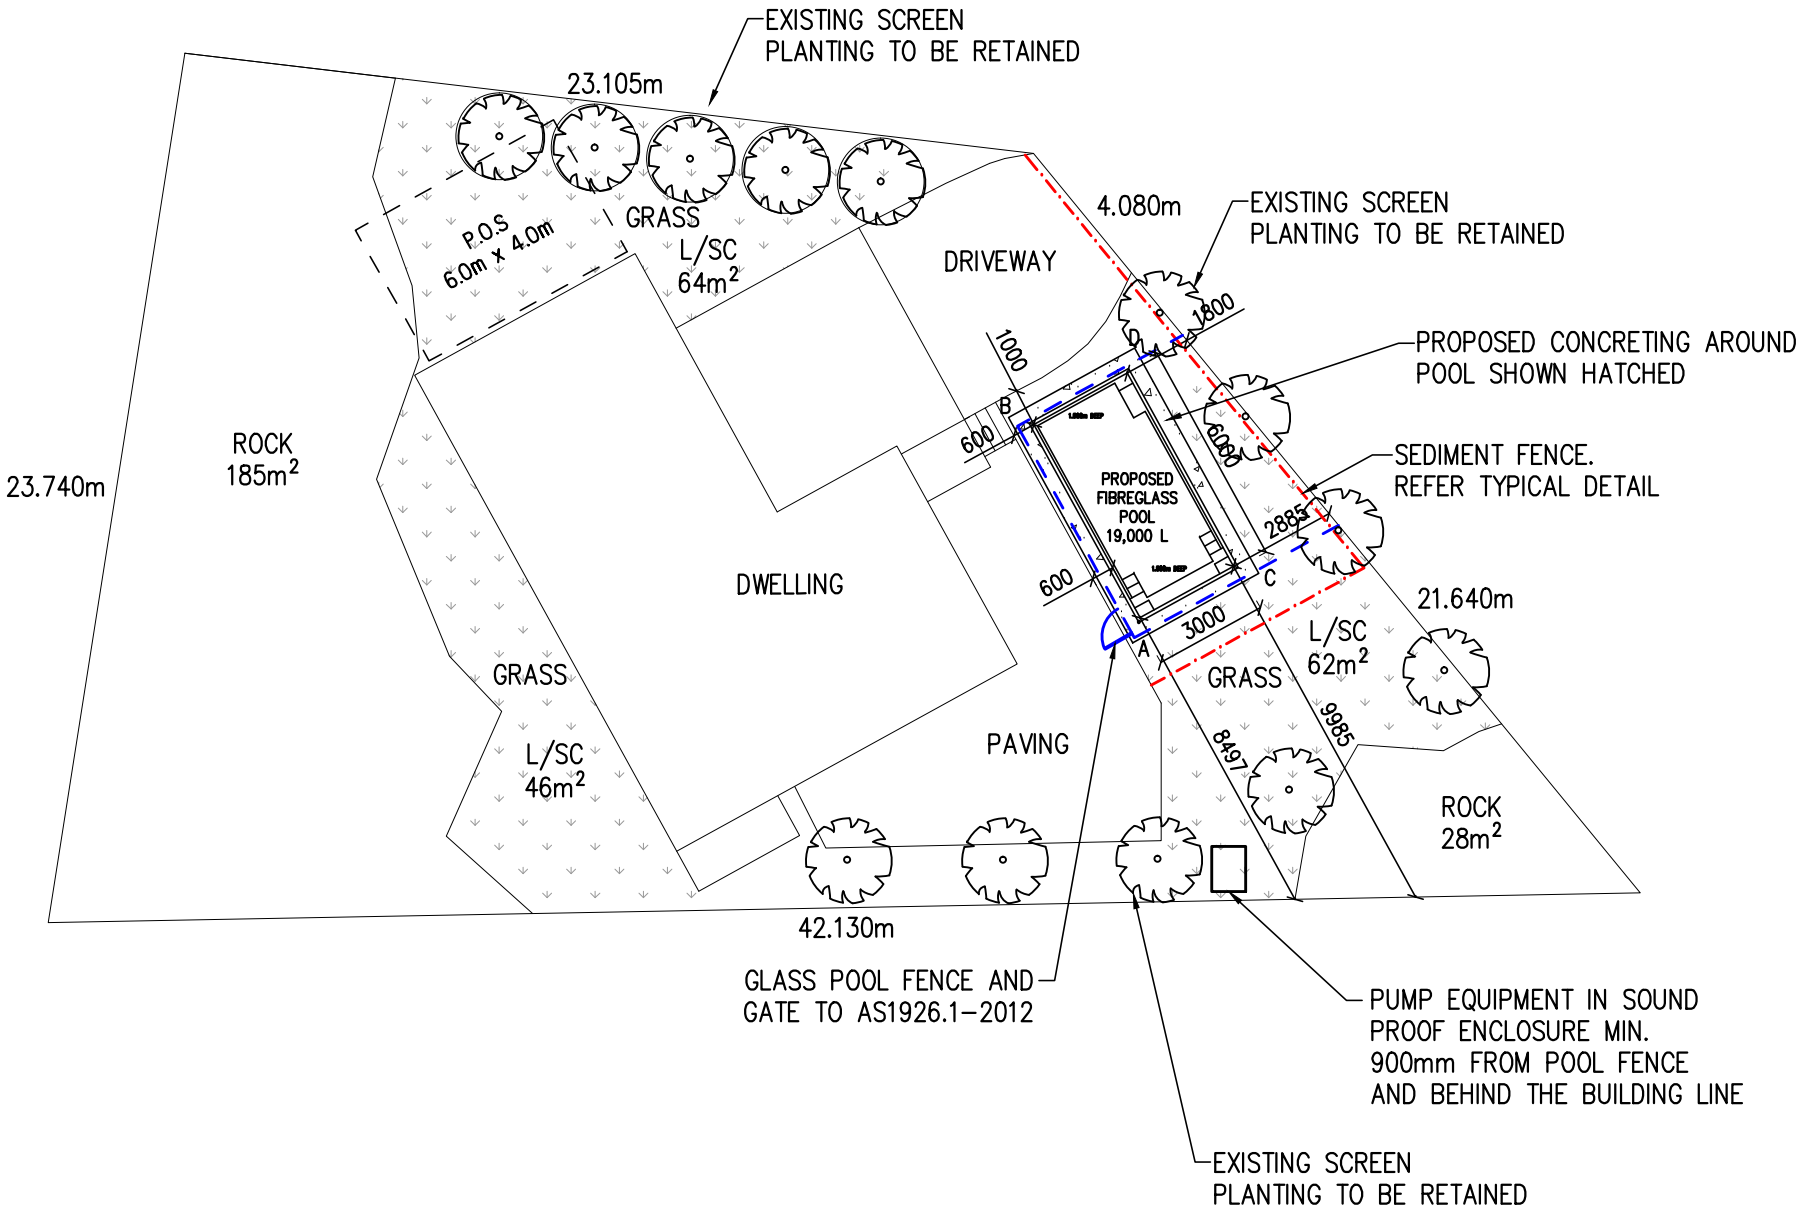 EXISTING SCREEN
PLANTING TO BE RETAINED
23.105m
4.080m
EXISTING SCREEN
PLANTING TO BE RETAINED
P.O.S
6.0m x 4.0m
GRASS
L/SC
64m²
DRIVEWAY
1800
D
1000
PROPOSED CONCRETING AROUND
POOL SHOWN HATCHED
B
600
6000
ROCK
185m²
23.740m
SEDIMENT FENCE.
REFER TYPICAL DETAIL
PROPOSED
FIBREGLASS
POOL
19,000 L
2885
DWELLING
600
C
21.640m
3000
A
L/SC
62m²
GRASS
GRASS
L/SC
46m²
PAVING
8497
9985
ROCK
28m²
42.130m
GLASS POOL FENCE AND
GATE TO AS1926.1-2012
PUMP EQUIPMENT IN SOUND
PROOF ENCLOSURE MIN.
900mm FROM POOL FENCE
AND BEHIND THE BUILDING LINE
EXISTING SCREEN
PLANTING TO BE RETAINED